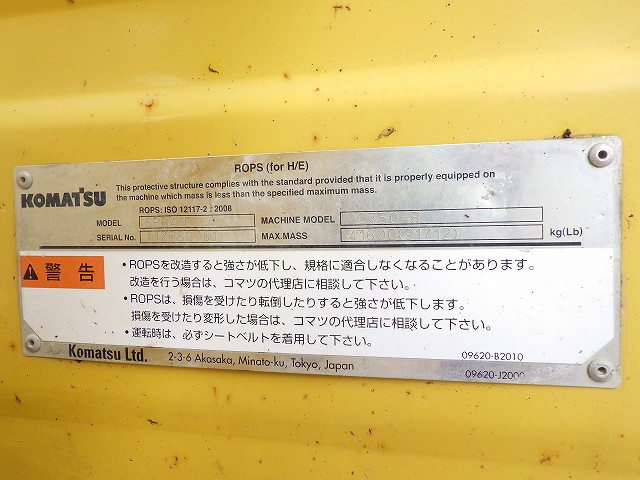 ROPS (for H/E)
KOMATSU
This protective structure complies with the standard provided that it is properly equipped on
the machine which mass is less than the specified maximum mass.
ROPS: ISO 12117-2 : 2008
MODEL
MACHINE MODEL
SERIAL No.
MAX.MASS 41630(91712) kg(Lb)
警告
・ROPSを改造すると強さが低下し、規格に適合しなくなることがあります。
改造を行う場合は、コマツの代理店に相談して下さい。
・ROPSは、損傷を受けたり転倒したりすると強さが低下します。
損傷を受けたり変形した場合は、コマツの代理店に相談して下さい。
・運転時は、必ずシートベルトを着用して下さい。
Komatsu Ltd. 2-3-6 Akasaka, Minato-ku, Tokyo, Japan
09620-B2010
09620-J2000